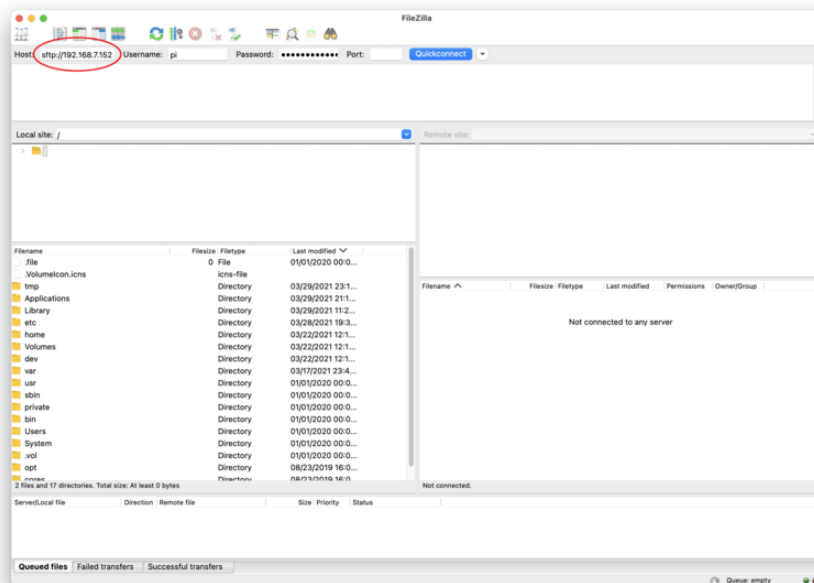 FileZilla
Host: sftp://192.168.7.152 Username: pi Password: •••••••••••• Port: Quickconnect
Local site: /
Remote site:
Filename Filesize Filetype Last modified
.file 0 File 01/01/2020 00:0...
.VolumeIcon.icns icns-file
tmp Directory 03/29/2021 23:1...
Applications Directory 03/29/2021 21:1...
Library Directory 03/29/2021 11:2...
etc Directory 03/28/2021 19:3...
home Directory 03/22/2021 12:1...
Volumes Directory 03/22/2021 12:1...
dev Directory 03/22/2021 12:1...
var Directory 03/17/2021 23:4...
usr Directory 01/01/2020 00:0...
sbin Directory 01/01/2020 00:0...
private Directory 01/01/2020 00:0...
bin Directory 01/01/2020 00:0...
Users Directory 01/01/2020 00:0...
System Directory 01/01/2020 00:0...
.vol Directory 01/01/2020 00:0...
opt Directory 08/23/2019 16:0...
cores Directory 08/23/2019 16:0...
2 files and 17 directories. Total size: At least 0 bytes
Filename Filesize Filetype Last modified Permissions Owner/Group
Not connected to any server
Not connected.
Server/Local file Direction Remote file Size Priority Status
Queued files Failed transfers Successful transfers
Queue: empty